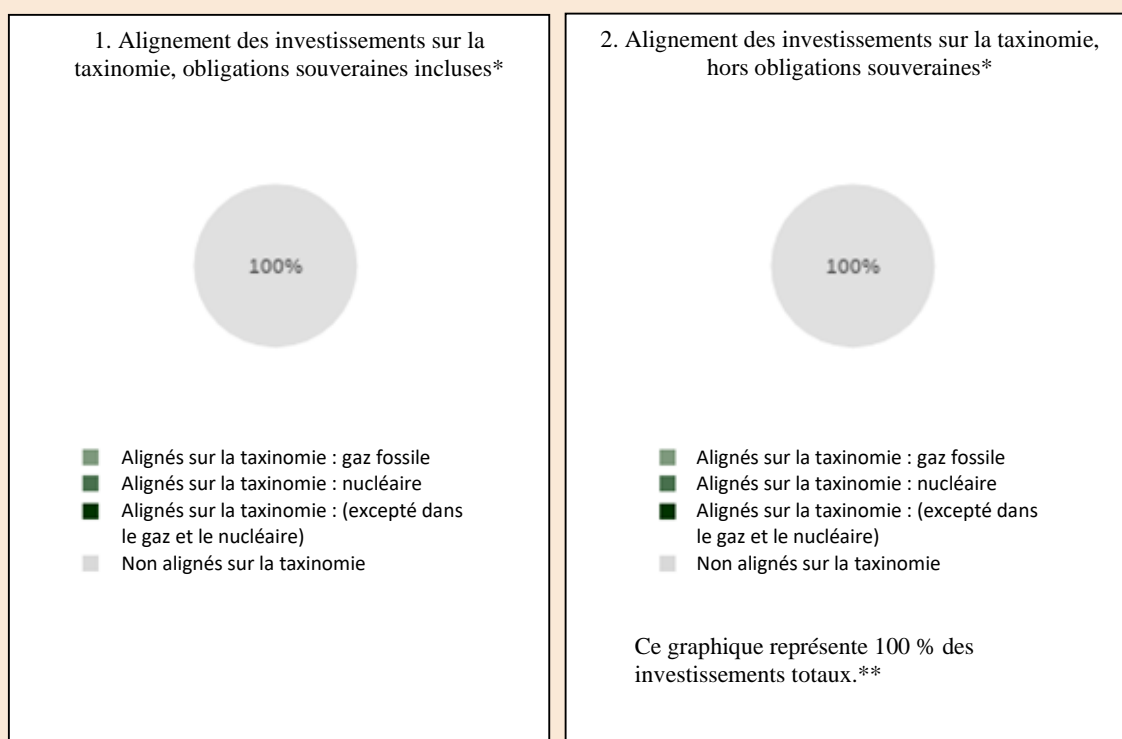 1. Alignement des investissements sur la
taxinomie, obligations souveraines incluses*
100%
Alignés sur la taxinomie : gaz fossile
Alignés sur la taxinomie : nucléaire
Alignés sur la taxinomie : (excepté dans
le gaz et le nucléaire)
Non alignés sur la taxinomie
2. Alignement des investissements sur la taxinomie,
hors obligations souveraines*
100%
Alignés sur la taxinomie : gaz fossile
Alignés sur la taxinomie : nucléaire
Alignés sur la taxinomie : (excepté dans
le gaz et le nucléaire)
Non alignés sur la taxinomie
Ce graphique représente 100 % des
investissements totaux.**